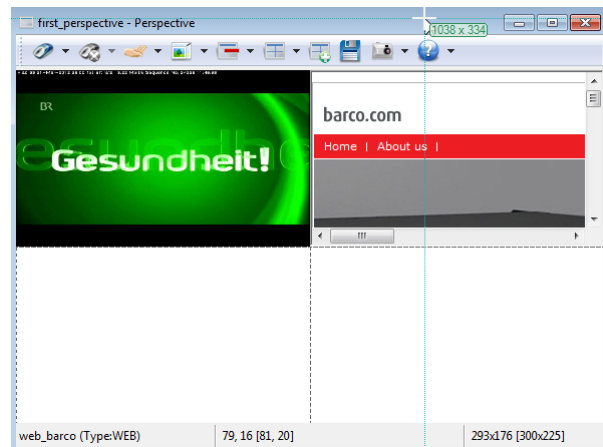 first_perspective - Perspective
1038 x 334
BR
Gesundheit!
barco.com
Home | About us |
web_barco (Type:WEB)
79, 16 [81, 20]
293x176 [300x225]